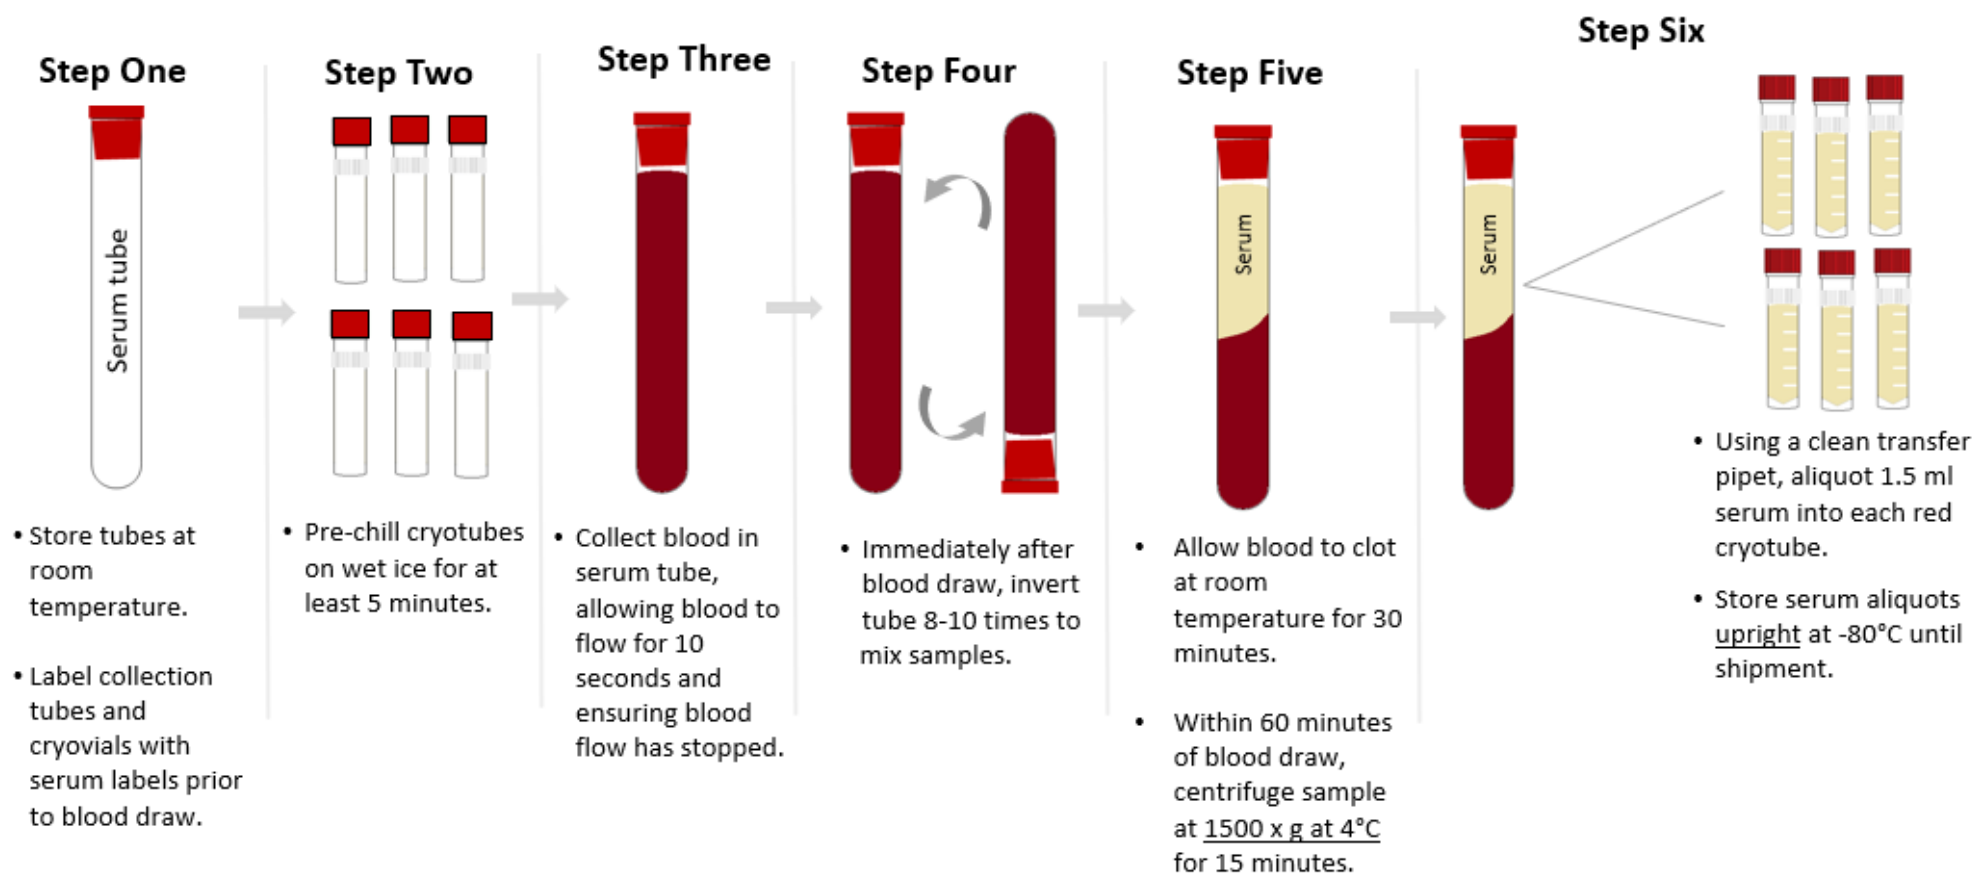 Step One
Serum tube
• Store tubes at
room
temperature.
• Label collection
tubes and
cryovials with
serum labels prior
to blood draw.
Step Two
• Pre-chill cryotubes
on wet ice for at
least 5 minutes.
Step Three
• Collect blood in
serum tube,
allowing blood to
flow for 10
seconds and
ensuring blood
flow has stopped.
Step Four
• Immediately after
blood draw, invert
tube 8-10 times to
mix samples.
Step Five
Serum
• Allow blood to clot
at room
temperature for 30
minutes.
• Within 60 minutes
of blood draw,
centrifuge sample
at 1500 x g at 4°C
for 15 minutes.
Step Six
Serum
• Using a clean transfer
pipet, aliquot 1.5 ml
serum into each red
cryotube.
• Store serum aliquots
upright at -80°C until
shipment.